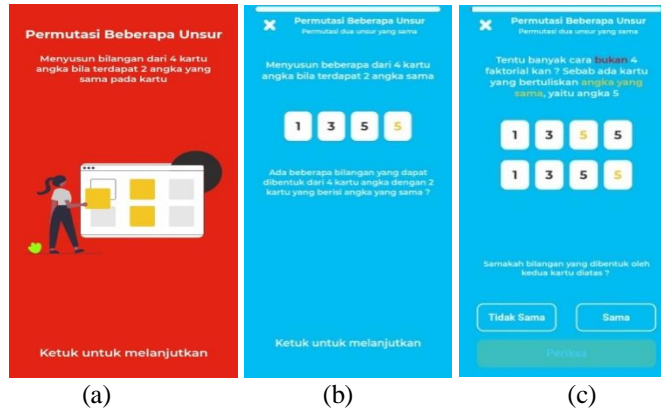 Permutasi Beberapa Unsur
Menyusun bilangan dari 4 kartu
angka bila terdapat 2 angka yang
sama pada kartu
Ketuk untuk melanjutkan
(a)
Permutasi Beberapa Unsur
Permutasi dua unsur yang sama
Menyusun beberapa dari 4 kartu
angka bila terdapat 2 angka sama
1 3 5 5
Ada beberapa bilangan yang dapat
dibentuk dari 4 kartu angka dengan 2
kartu yang berisi angka yang sama ?
Ketuk untuk melanjutkan
(b)
Permutasi Beberapa Unsur
Permutasi dua unsur yang sama
Tentu banyak cara bukan 4
faktorial kan ? Sebab ada kartu
yang bertuliskan angka yang
sama, yaitu angka 5
1 3 5 5
1 3 5 5
Samakah bilangan yang dibentuk oleh
kedua kartu diatas ?
Tidak Sama Sama
Periksa
(c)